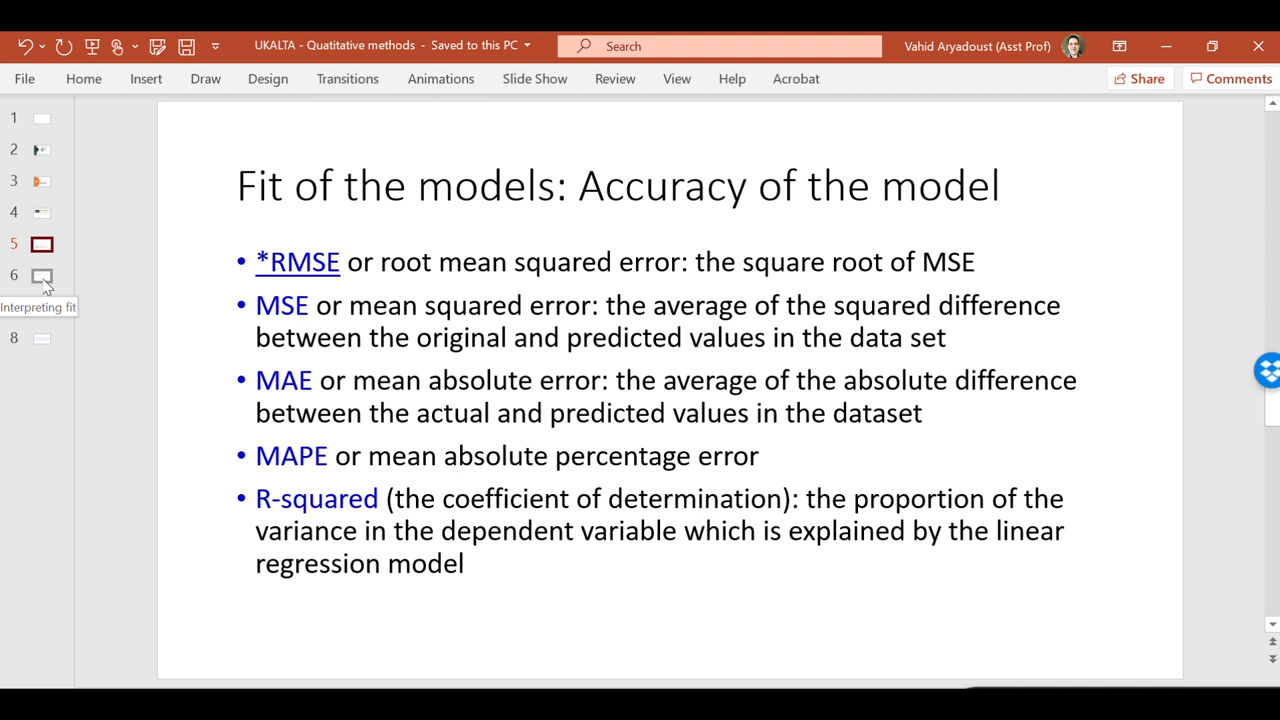 UKALTA - Quatitative methods - Saved to this PC
Search
Vahid Aryadoust (Asst Prof)
File Home Insert Draw Design Transitions Animations Slide Show Review View Help Acrobat Share Comments
1
2
3
4
5
6
Interpreting fit
8
Fit of the models: Accuracy of the model
• *RMSE or root mean squared error: the square root of MSE
• MSE or mean squared error: the average of the squared difference
between the original and predicted values in the data set
• MAE or mean absolute error: the average of the absolute difference
between the actual and predicted values in the dataset
• MAPE or mean absolute percentage error
• R-squared (the coefficient of determination): the proportion of the
variance in the dependent variable which is explained by the linear
regression model